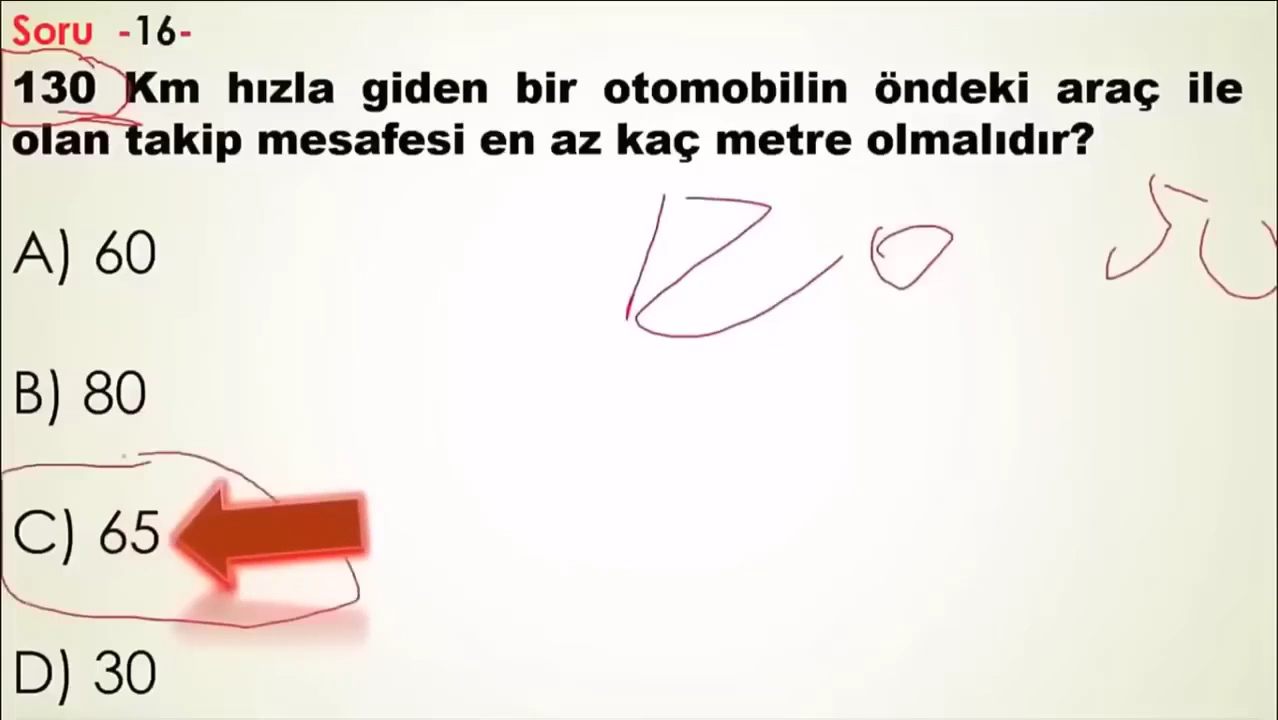 Soru -16-
130 Km hızla giden bir otomobilin öndeki araç ile
olan takip mesafesi en az kaç metre olmalıdır?
A) 60
B) 80
C) 65
D) 30